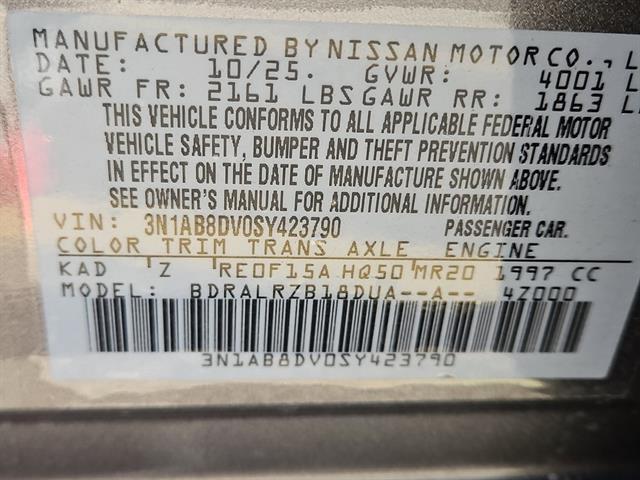 MANUFACTURED BY NISSAN MOTOR CO., L
DATE: 10/25. GVWR: 4001 L
GAWR FR: 2161 LBS GAWR RR: 1863 L
THIS VEHICLE CONFORMS TO ALL APPLICABLE FEDERAL MOTOR
VEHICLE SAFETY, BUMPER AND THEFT PREVENTION STANDARDS
IN EFFECT ON THE DATE OF MANUFACTURE SHOWN ABOVE.
SEE OWNER'S MANUAL FOR ADDITIONAL INFORMATION.
VIN: 3N1AB8DV0SY423790 PASSENGER CAR.
COLOR TRIM TRANS AXLE ENGINE
KAD Z RE0F15A HQ50 MR20 1997 CC
MODEL: BDRALRZB18DUA--A-- 4Z000
3N1AB8DV0SY423790